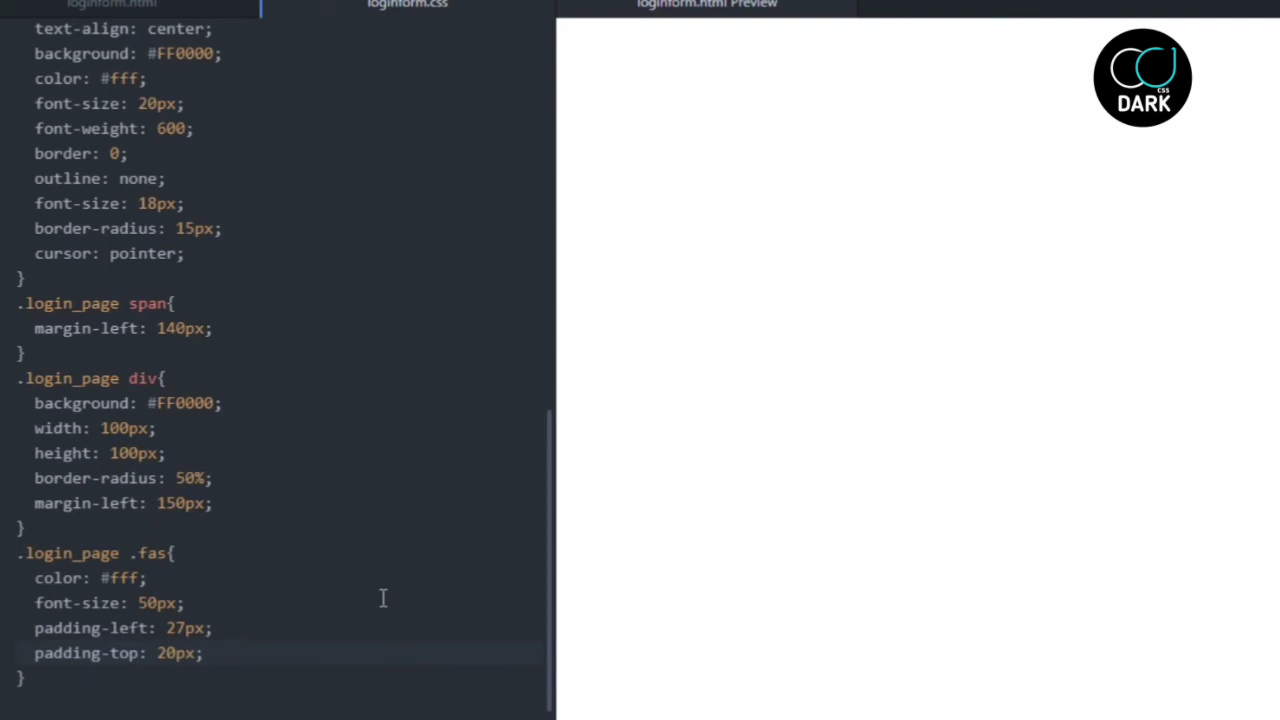 loginform.html
loginform.css
loginform.html Preview
text-align: center;
background: #FF0000;
color: #fff;
font-size: 20px;
font-weight: 600;
border: 0;
outline: none;
font-size: 18px;
border-radius: 15px;
cursor: pointer;
}
.login_page span{
margin-left: 140px;
}
.login_page div{
background: #FF0000;
width: 100px;
height: 100px;
border-radius: 50%;
margin-left: 150px;
}
.login_page .fas{
color: #fff;
font-size: 50px;
padding-left: 27px;
padding-top: 20px;
}
css
DARK